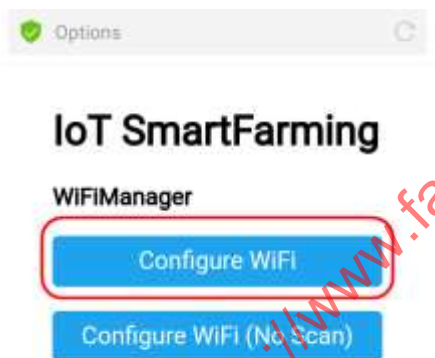 Options
IoT SmartFarming
WiFiManager
Configure WiFi
Configure WiFi (No Scan)